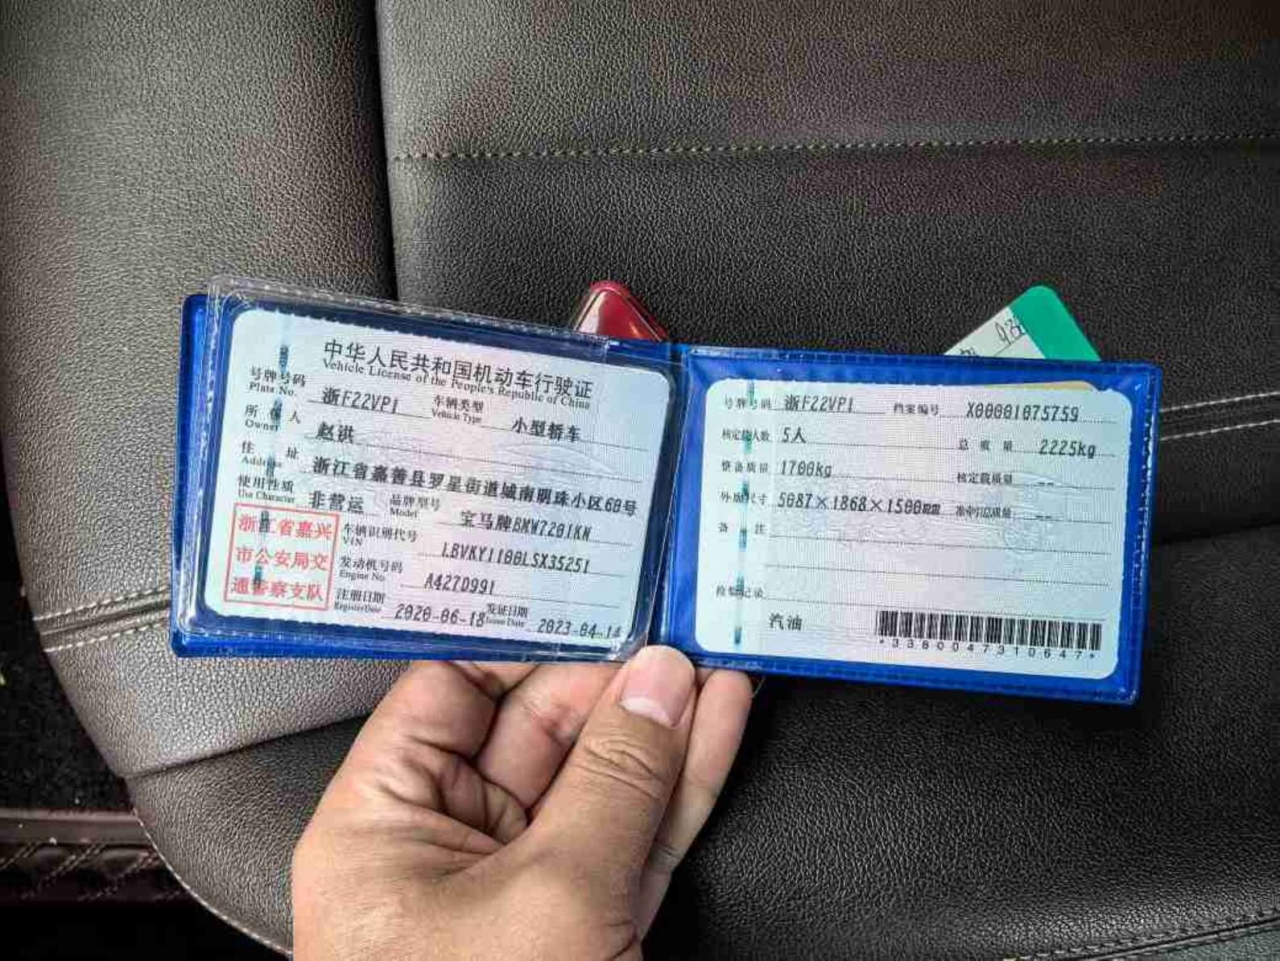 中华人民共和国机动车行驶证
Vehicle License of the People's Republic of China
号牌号码 浙F22VP1 车辆类型 小型轿车
Plate No. Vehicle Type
所有人 赵洪
Owner
住址 浙江省嘉善县罗星街道城南明珠小区60号
Address
使用性质 非营运 品牌型号 宝马牌BMW7201KN
Use Character Model
浙江省嘉兴
市公安局交
通警察支队
车辆识别代号 LBVKY1100LSX35251
VIN
发动机号码 A427D991
Engine No.
注册日期 2020-06-18 发证日期 2023-04-14
Register Date Issue Date
号牌号码 浙F22VP1 档案编号 X00001075759
核定载人数 5人 总质量 2225kg
整备质量 1700kg 核定载质量 --
外廓尺寸 5087×1868×1500mm 准牵引总质量 --
备注
检验记录
汽油
*3380047310647*